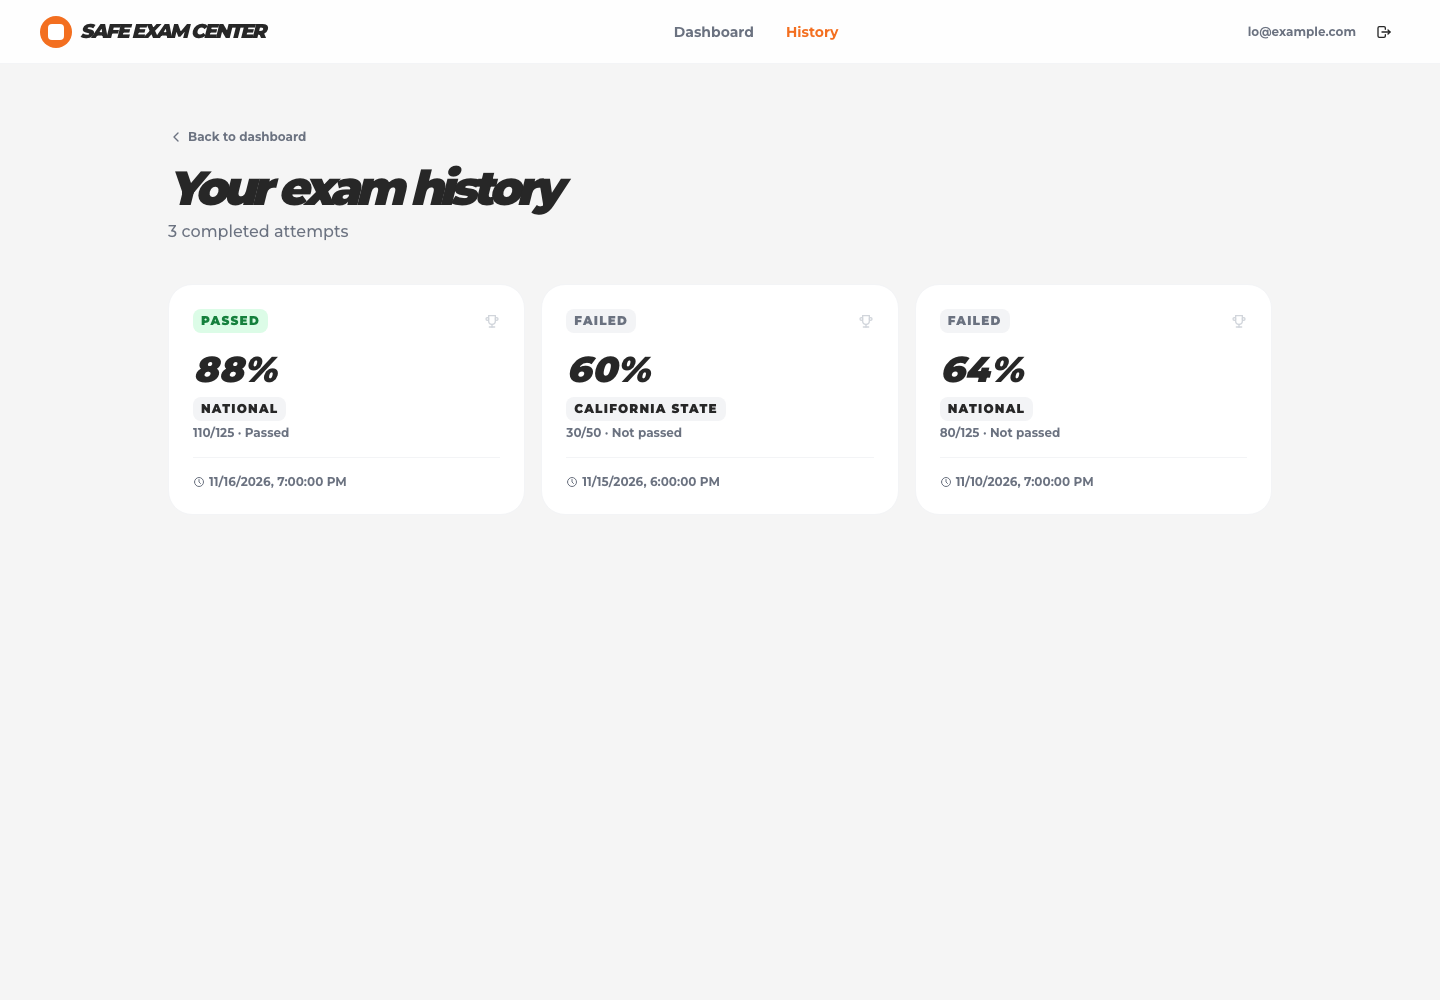 SAFE EXAM CENTER
Dashboard
History
lo@example.com
Back to dashboard
Your exam history
3 completed attempts
PASSED
88%
NATIONAL
110/125 · Passed
11/16/2026, 7:00:00 PM
FAILED
60%
CALIFORNIA STATE
30/50 · Not passed
11/15/2026, 6:00:00 PM
FAILED
64%
NATIONAL
80/125 · Not passed
11/10/2026, 7:00:00 PM